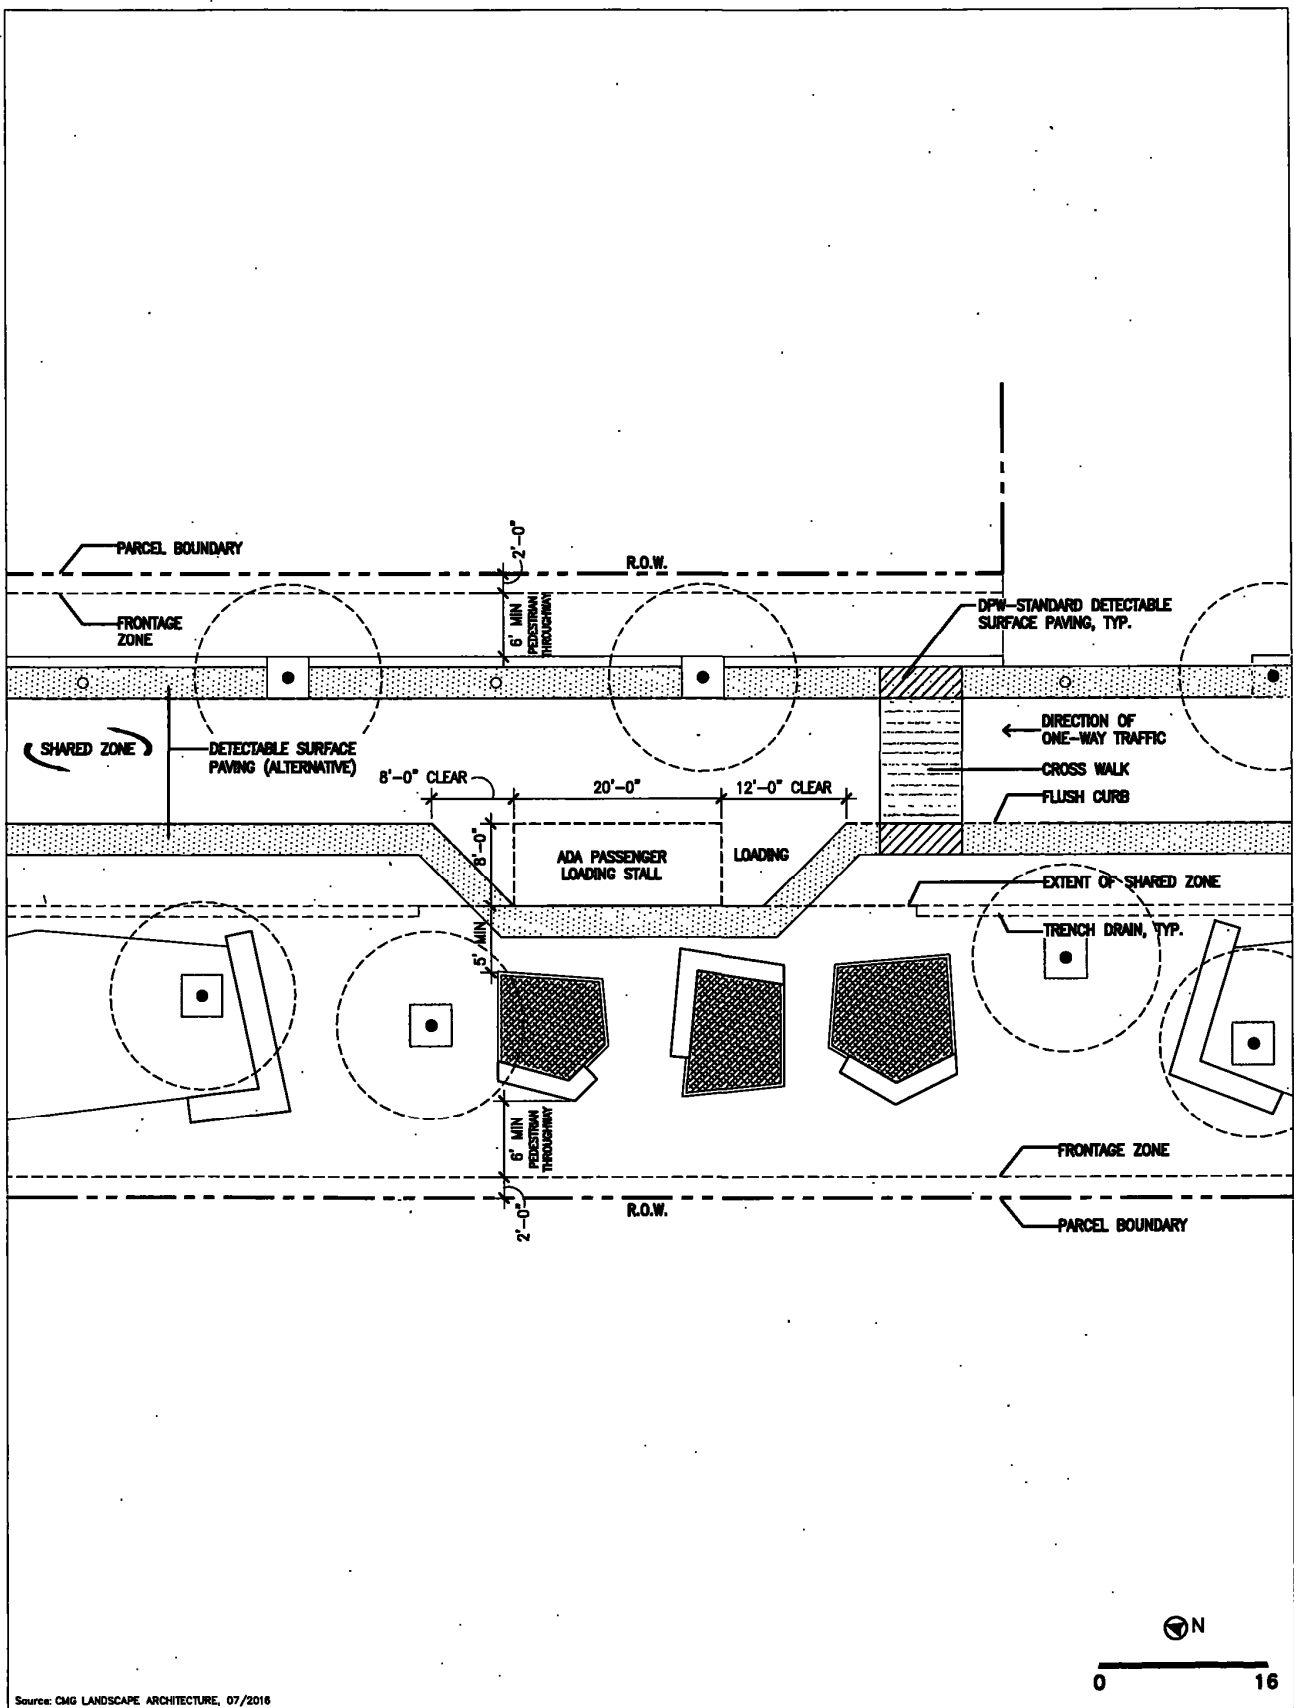 2'-0"
PARCEL BOUNDARY
R.O.W.
6' MIN
PEDESTRIAN
THROUGHWAY
FRONTAGE
ZONE
DPW-STANDARD DETECTABLE
SURFACE PAVING, TYP.
SHARED ZONE
DETECTABLE SURFACE
PAVING (ALTERNATIVE)
DIRECTION OF
ONE-WAY TRAFFIC
CROSS WALK
FLUSH CURB
8'-0" CLEAR
20'-0"
12'-0" CLEAR
8'-0"
ADA PASSENGER
LOADING STALL
LOADING
EXTENT OF SHARED ZONE
TRENCH DRAIN, TYP.
5' MIN
6' MIN
PEDESTRIAN
THROUGHWAY
FRONTAGE ZONE
2'-0"
R.O.W.
PARCEL BOUNDARY
N
0 16
Source: CMG LANDSCAPE ARCHITECTURE, 07/2016